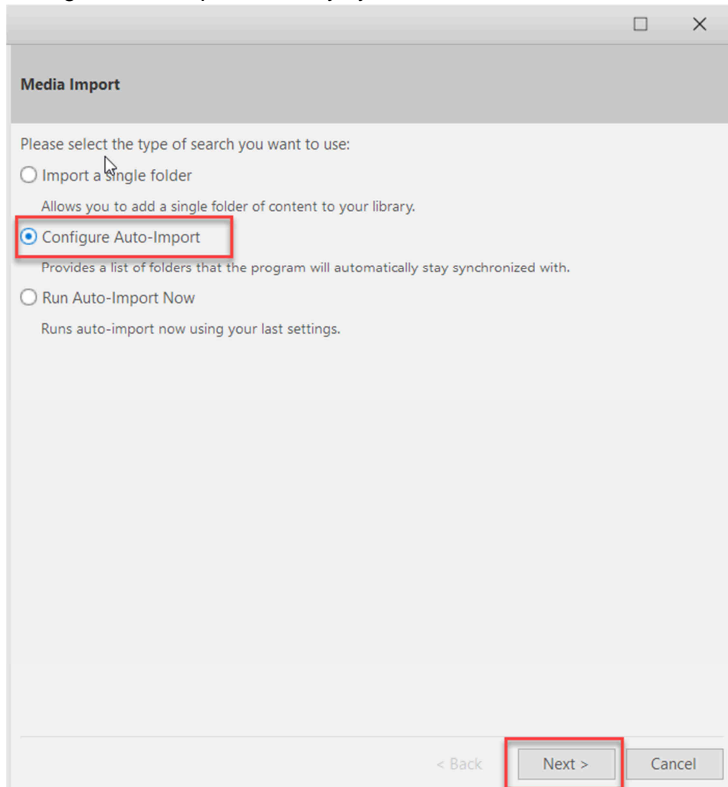 Media Import
Please select the type of search you want to use:
Import a single folder
Allows you to add a single folder of content to your library.
Configure Auto-Import
Provides a list of folders that the program will automatically stay synchronized with.
Run Auto-Import Now
Runs auto-import now using your last settings.
< Back Next > Cancel